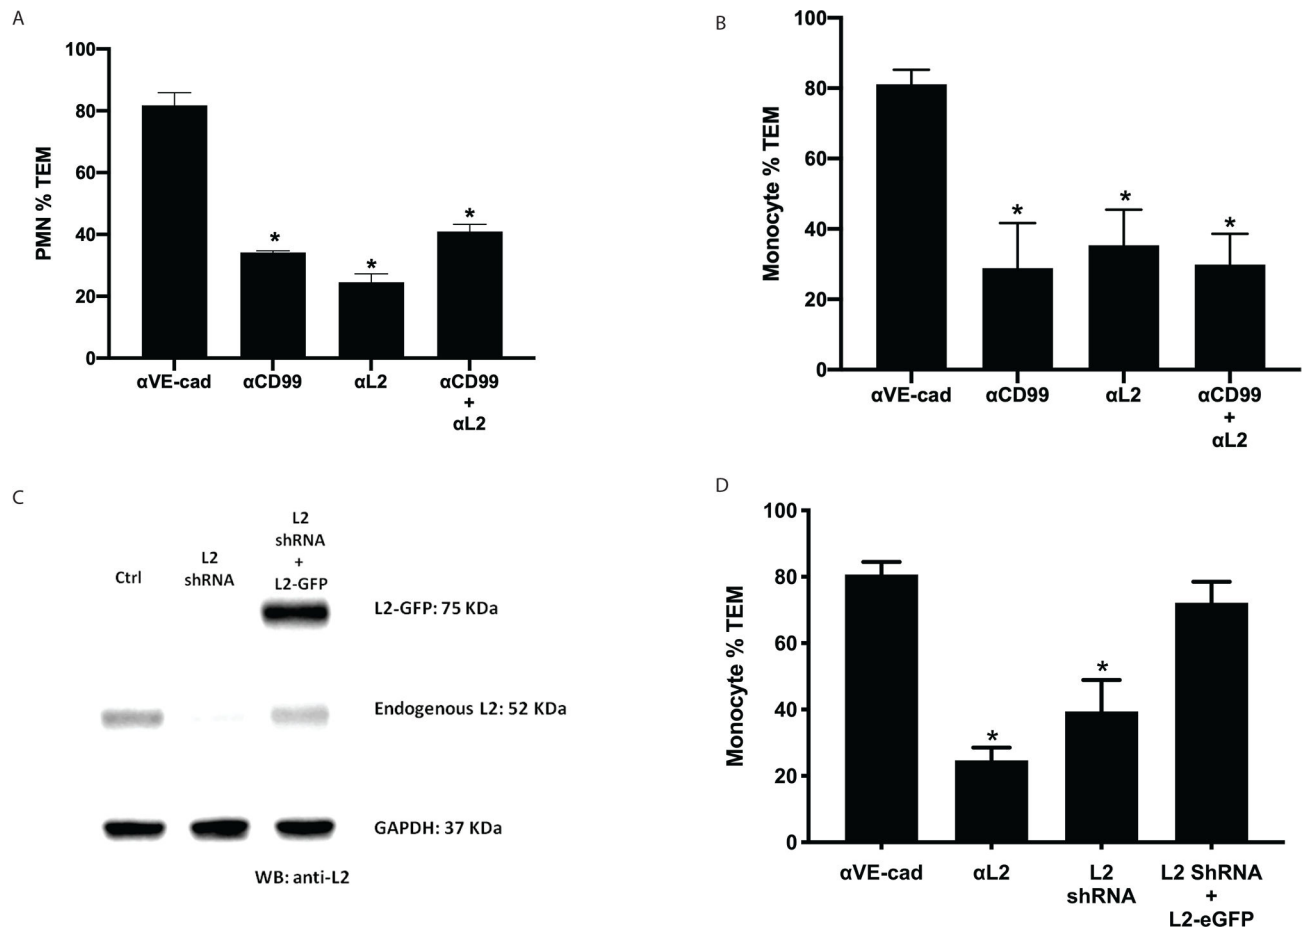 A
PMN % TEM
100
80
60
40
20
0
*
*
*
αVE-cad
αCD99
αL2
αCD99
+
αL2
B
Monocyte % TEM
100
80
60
40
20
0
*
*
*
αVE-cad
αCD99
αL2
αCD99
+
αL2
C
Ctrl
L2
shRNA
L2
shRNA
+
L2-GFP
L2-GFP: 75 KDa
Endogenous L2: 52 KDa
GAPDH: 37 KDa
WB: anti-L2
D
Monocyte % TEM
100
80
60
40
20
0
*
*
αVE-cad
αL2
L2
shRNA
L2 ShRNA
+
L2-eGFP